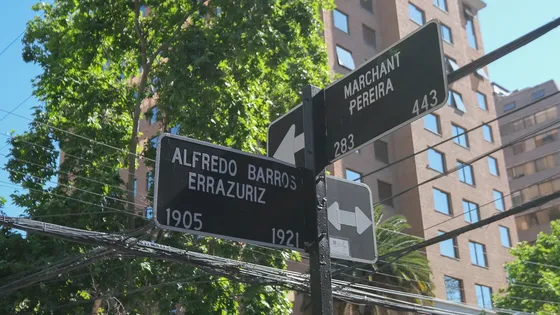 MARCHANT
PEREIRA
283 443
ALFREDO BARROS
ERRAZURIZ
1905 1921